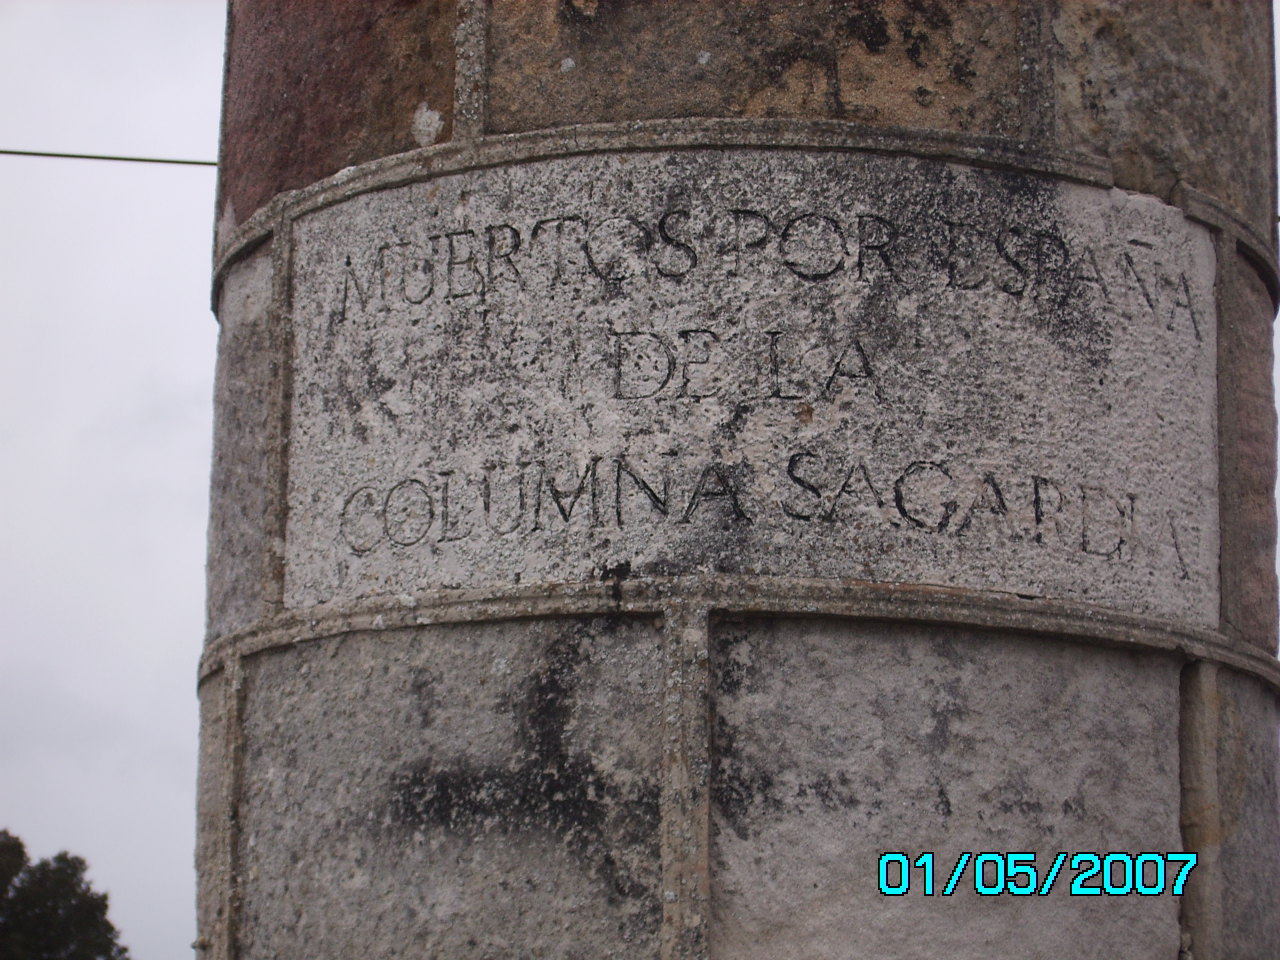 MUERTOS POR ESPAÑA
DE LA
COLUMNA SAGARDIA
01/05/2007